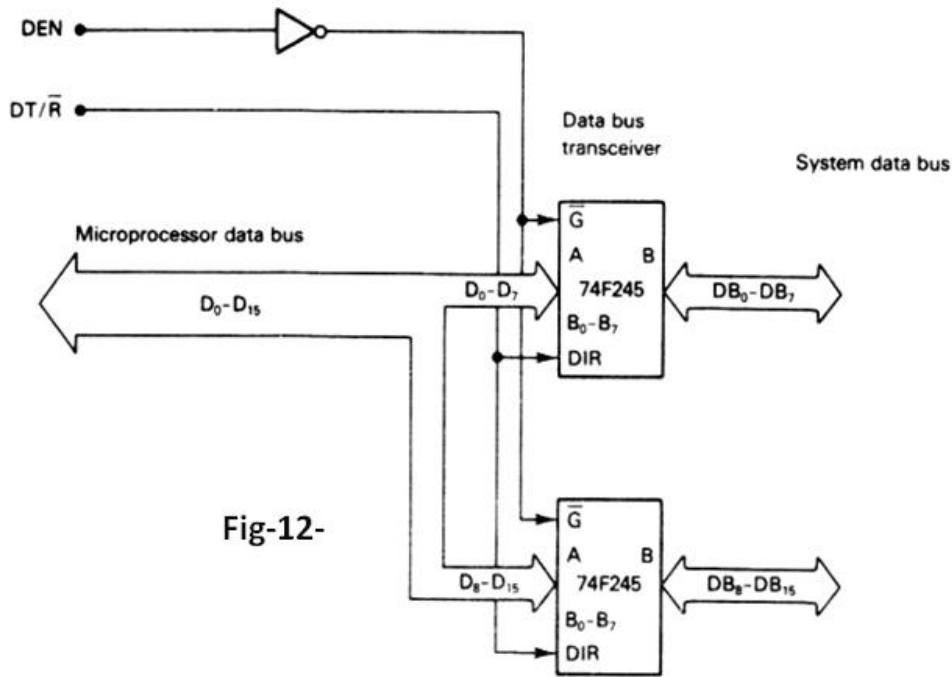 DEN
DT/R̅
Data bus
transceiver
System data bus
Microprocessor data bus
G̅
A B
D₀-D₁₅
D₀-D₇
74F245
DB₀-DB₇
B₀-B₇
DIR
Fig-12-
G̅
A B
D₈-D₁₅
74F245
DB₈-DB₁₅
B₀-B₇
DIR